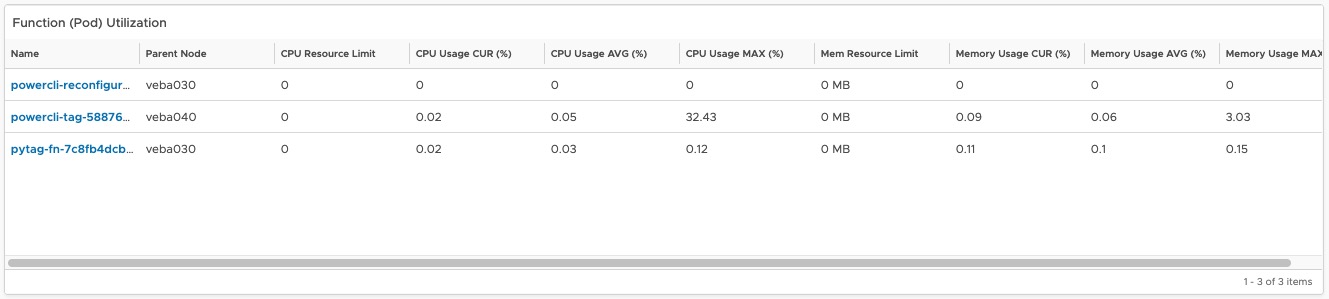 Function (Pod) Utilization
Name Parent Node CPU Resource Limit CPU Usage CUR (%) CPU Usage AVG (%) CPU Usage MAX (%) Mem Resource Limit Memory Usage CUR (%) Memory Usage AVG (%) Memory Usage MAX
powercli-reconfigur... veba030 0 0 0 0 0 MB 0 0 0
powercli-tag-58876... veba040 0 0.02 0.05 32.43 0 MB 0.09 0.06 3.03
pytag-fn-7c8fb4dcb... veba030 0 0.02 0.03 0.12 0 MB 0.11 0.1 0.15
1 - 3 of 3 items